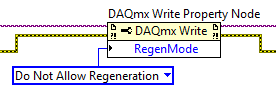 DAQmx Write Property Node
DAQmx Write
RegenMode
Do Not Allow Regeneration